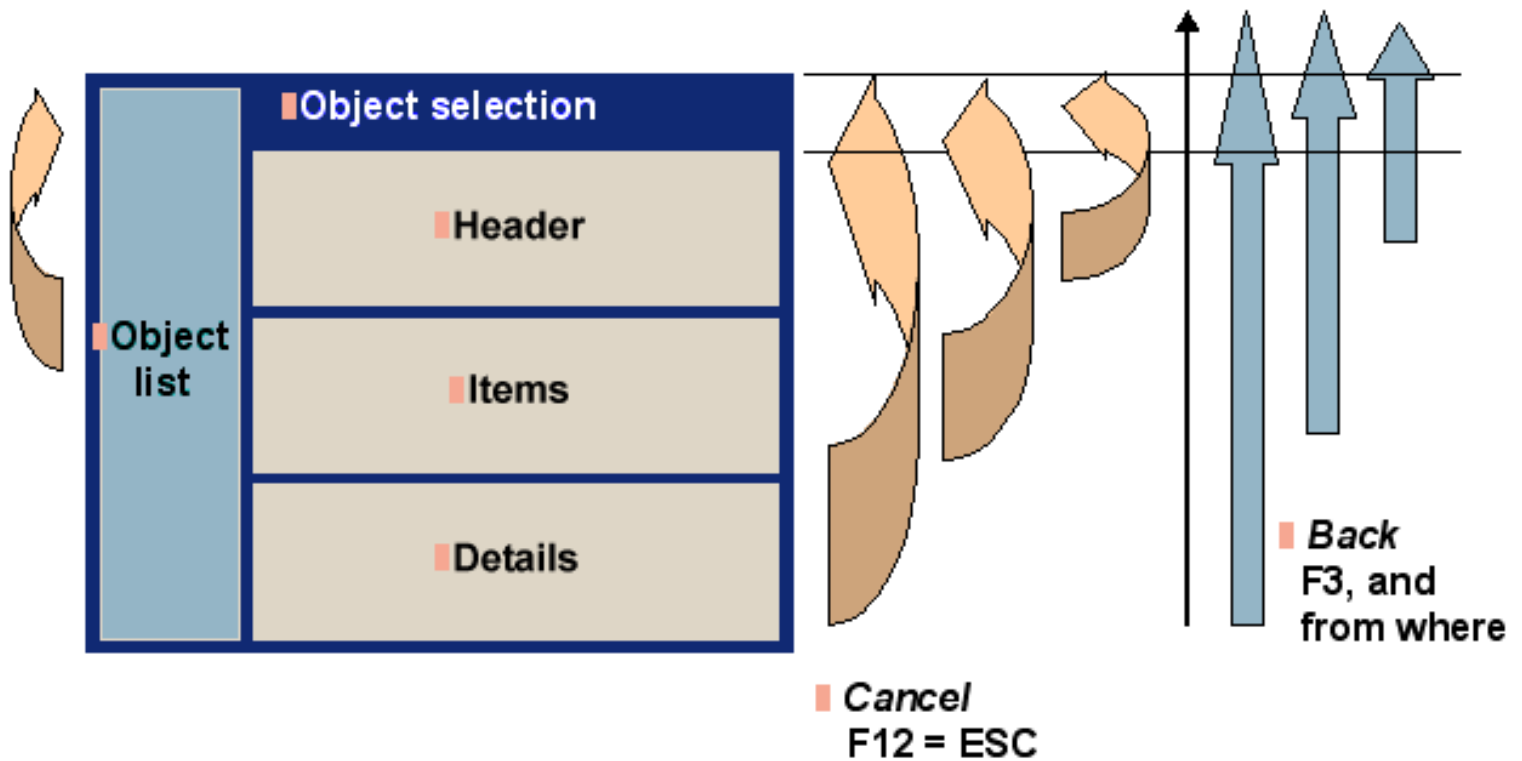 Object selection
Header
Object
list
Items
Details
Back
F3, and
from where
Cancel
F12 = ESC